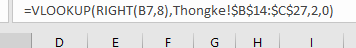 =VLOOKUP(RIGHT(B7,8),Thongke!$B$14:$C$27,2,0)
D E F G H I